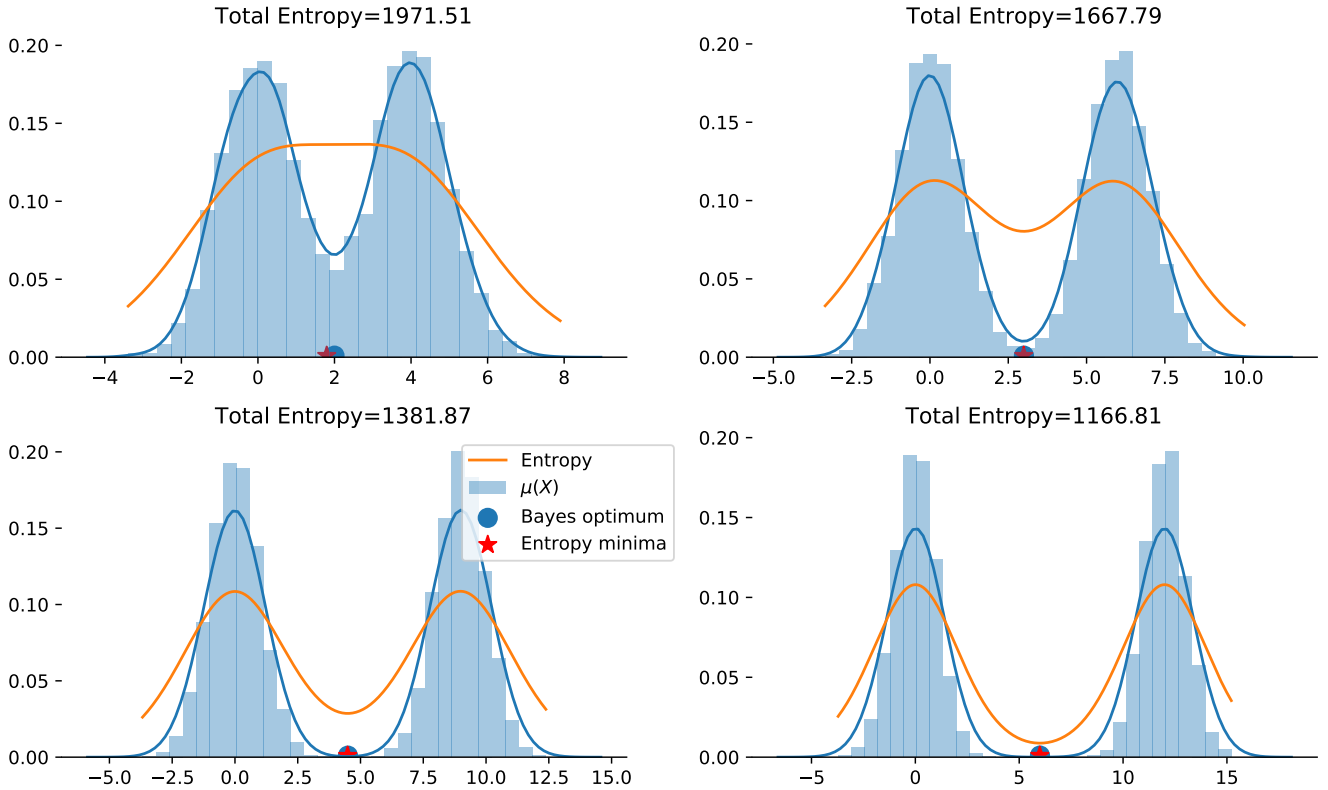 Total Entropy=1971.51
0.20
0.15
0.10
0.05
0.00
−4 −2 0 2 4 6 8
Total Entropy=1667.79
0.20
0.15
0.10
0.05
0.00
−5.0 −2.5 0.0 2.5 5.0 7.5 10.0
Total Entropy=1381.87
0.20
0.15
0.10
0.05
0.00
−5.0 −2.5 0.0 2.5 5.0 7.5 10.0 12.5 15.0
Entropy
μ(X)
Bayes optimum
Entropy minima
Total Entropy=1166.81
0.20
0.15
0.10
0.05
0.00
−5 0 5 10 15